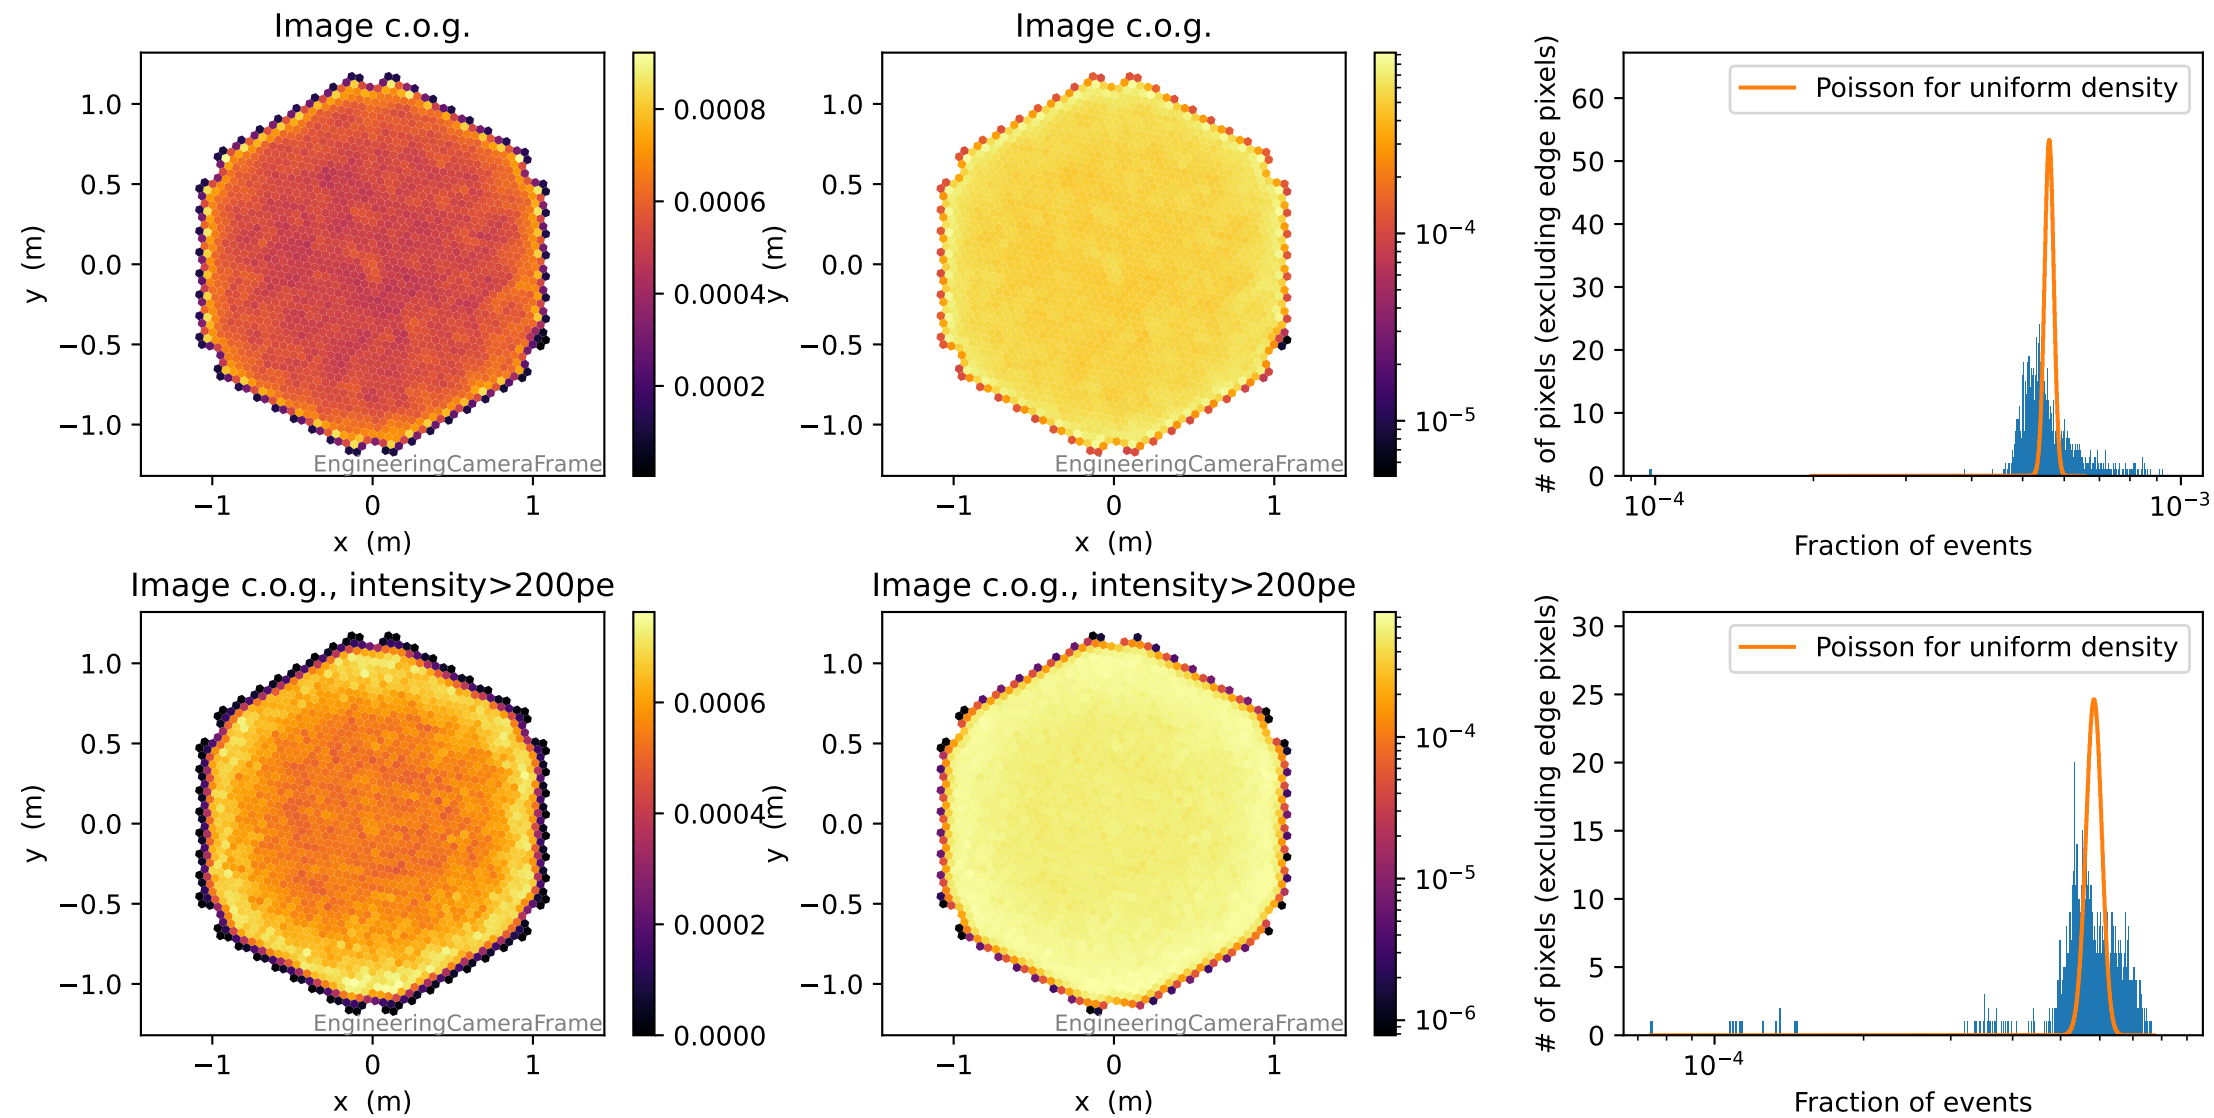 Image c.o.g.
y (m)
1.0
0.5
0.0
−0.5
−1.0
−1 0 1
x (m)
EngineeringCameraFrame
0.0008
0.0006
0.0004
0.0002
Image c.o.g.
y (m)
1.0
0.5
0.0
−0.5
−1.0
−1 0 1
x (m)
EngineeringCameraFrame
10⁻⁴
10⁻⁵
# of pixels (excluding edge pixels)
60
50
40
30
20
10
0
Poisson for uniform density
10⁻⁴ 10⁻³
Fraction of events
Image c.o.g., intensity>200pe
y (m)
1.0
0.5
0.0
−0.5
−1.0
−1 0 1
x (m)
EngineeringCameraFrame
0.0006
0.0004
0.0002
0.0000
Image c.o.g., intensity>200pe
y (m)
1.0
0.5
0.0
−0.5
−1.0
−1 0 1
x (m)
EngineeringCameraFrame
10⁻⁴
10⁻⁵
10⁻⁶
# of pixels (excluding edge pixels)
30
25
20
15
10
5
0
Poisson for uniform density
10⁻⁴
Fraction of events